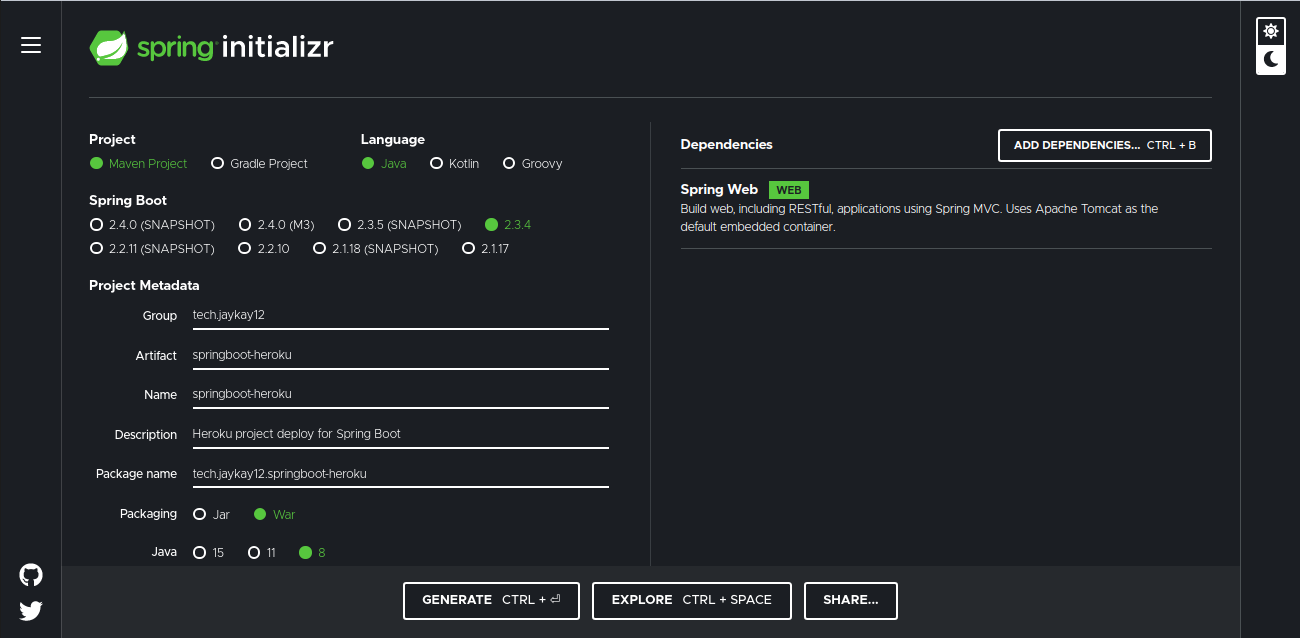 spring initializr
Project
Maven Project Gradle Project
Language
Java Kotlin Groovy
Spring Boot
2.4.0 (SNAPSHOT) 2.4.0 (M3) 2.3.5 (SNAPSHOT) 2.3.4
2.2.11 (SNAPSHOT) 2.2.10 2.1.18 (SNAPSHOT) 2.1.17
Project Metadata
Group tech.jaykay12
Artifact springboot-heroku
Name springboot-heroku
Description Heroku project deploy for Spring Boot
Package name tech.jaykay12.springboot-heroku
Packaging Jar War
Java 15 11 8
Dependencies
ADD DEPENDENCIES... CTRL + B
Spring Web WEB
Build web, including RESTful, applications using Spring MVC. Uses Apache Tomcat as the
default embedded container.
GENERATE CTRL + ⏎
EXPLORE CTRL + SPACE
SHARE...